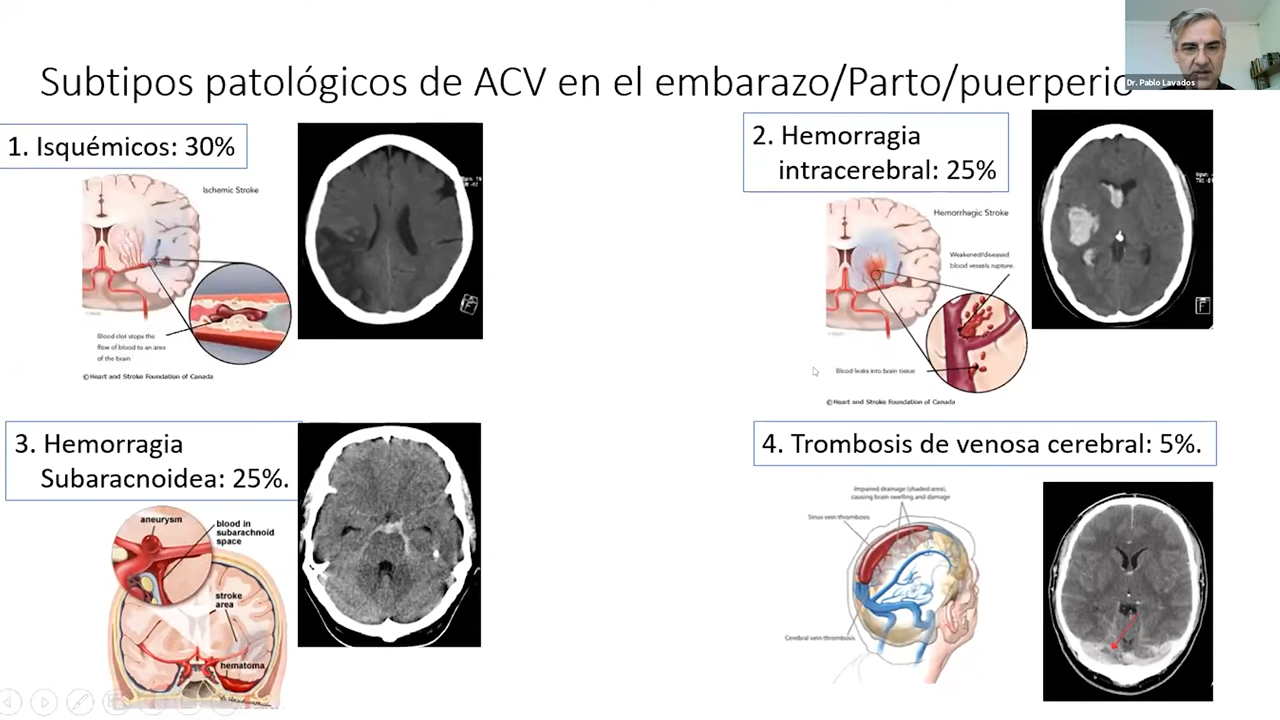 Subtipos patológicos de ACV en el embarazo/Parto/puerperio
Dr. Pablo Lavados
1. Isquémicos: 30%
Ischemic Stroke
Blood clot stops the
flow of blood to an area
of the brain
©Heart and Stroke Foundation of Canada
2. Hemorragia
intracerebral: 25%
Hemorrhagic Stroke
Weakened/diseased
blood vessels rupture
Blood leaks into brain tissue
©Heart and Stroke Foundation of Canada
3. Hemorragia
Subaracnoidea: 25%.
aneurysm
blood in
subarachnoid
space
stroke
area
hematoma
4. Trombosis de venosa cerebral: 5%.
Impaired drainage (shaded area),
causing brain swelling and damage
Sinus vein thrombosis
Cerebral vein thrombosis